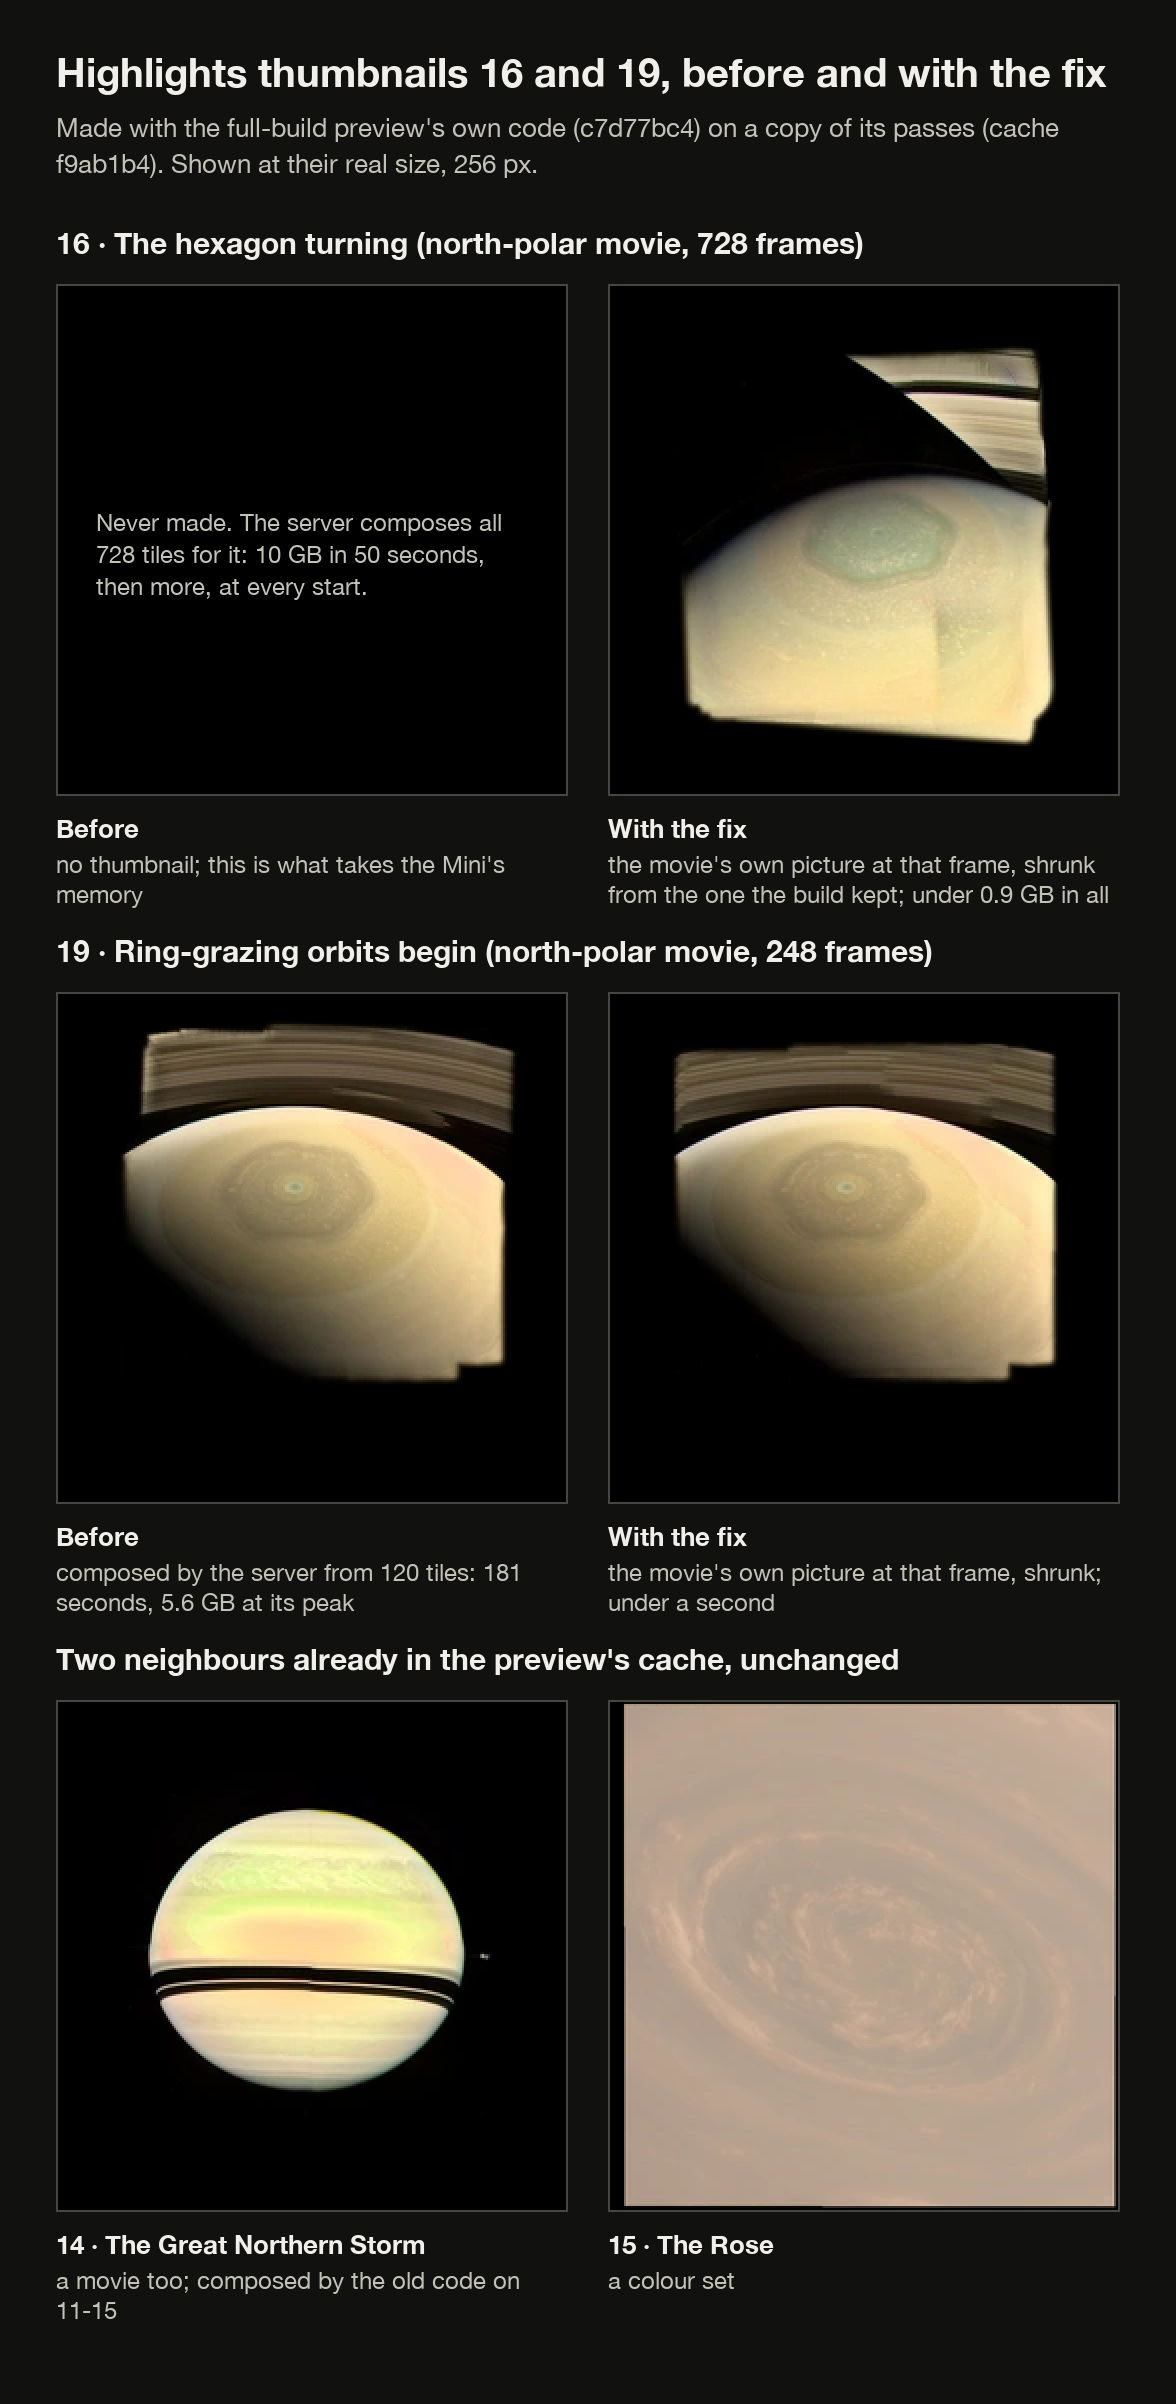 Highlights thumbnails 16 and 19, before and with the fix
Made with the full-build preview's own code (c7d77bc4) on a copy of its passes (cache
f9ab1b4). Shown at their real size, 256 px.
16 · The hexagon turning (north-polar movie, 728 frames)
Never made. The server composes all
728 tiles for it: 10 GB in 50 seconds,
then more, at every start.
Before
no thumbnail; this is what takes the Mini's
memory
With the fix
the movie's own picture at that frame, shrunk
from the one the build kept; under 0.9 GB in all
19 · Ring-grazing orbits begin (north-polar movie, 248 frames)
Before
composed by the server from 120 tiles: 181
seconds, 5.6 GB at its peak
With the fix
the movie's own picture at that frame, shrunk;
under a second
Two neighbours already in the preview's cache, unchanged
14 · The Great Northern Storm
a movie too; composed by the old code on
11-15
15 · The Rose
a colour set